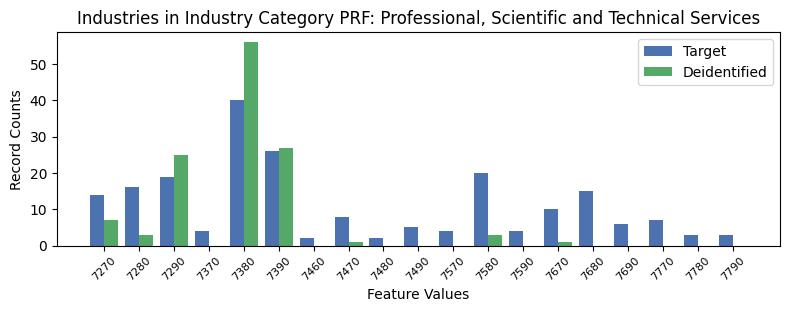 Industries in Industry Category PRF: Professional, Scientific and Technical Services
Target
Deidentified
Record Counts
50
40
30
20
10
0
7270 7280 7290 7370 7380 7390 7460 7470 7480 7490 7570 7580 7590 7670 7680 7690 7770 7780 7790
Feature Values